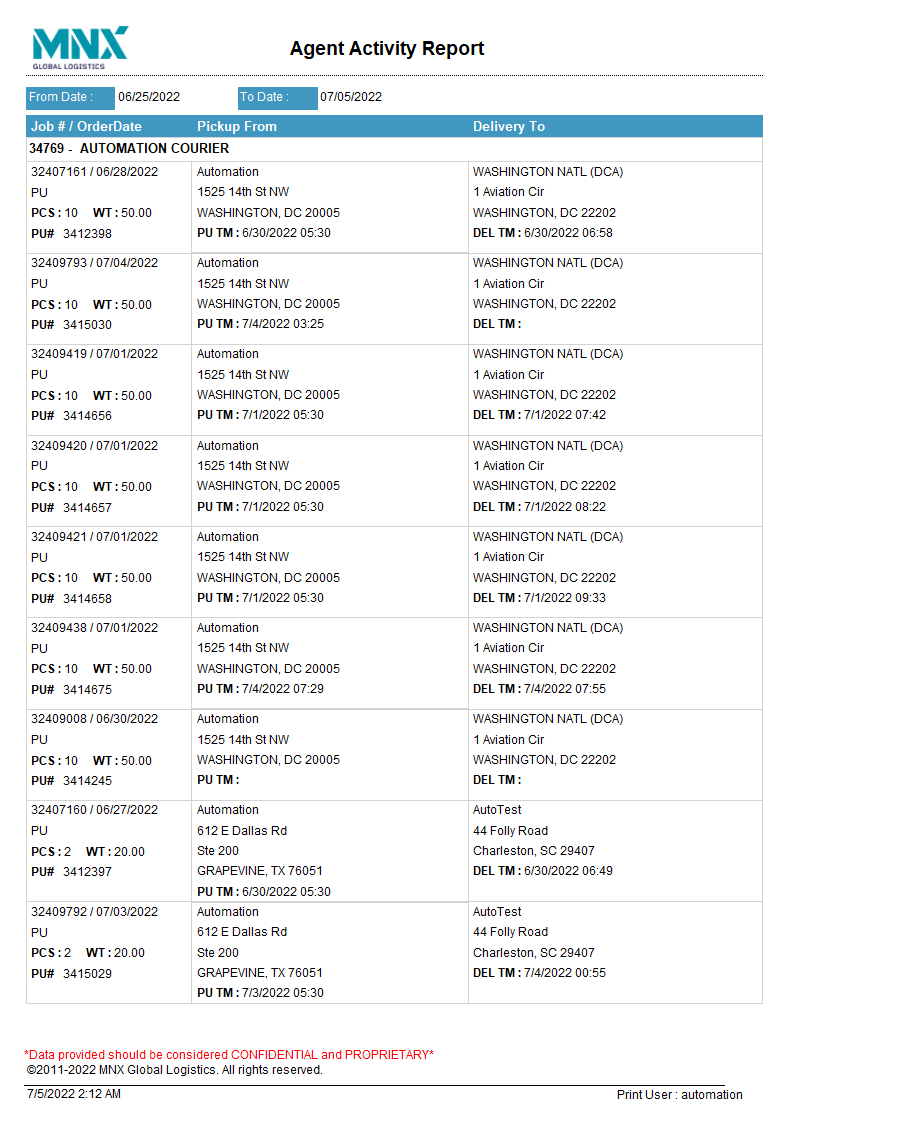 MNX
GLOBAL LOGISTICS
Agent Activity Report
From Date : 06/25/2022 To Date : 07/05/2022
Job # / OrderDate Pickup From Delivery To
34769 - AUTOMATION COURIER
32407161 / 06/28/2022 Automation WASHINGTON NATL (DCA)
PU 1525 14th St NW 1 Aviation Cir
PCS : 10 WT : 50.00 WASHINGTON, DC 20005 WASHINGTON, DC 22202
PU# 3412398 PU TM : 6/30/2022 05:30 DEL TM : 6/30/2022 06:58
32409793 / 07/04/2022 Automation WASHINGTON NATL (DCA)
PU 1525 14th St NW 1 Aviation Cir
PCS : 10 WT : 50.00 WASHINGTON, DC 20005 WASHINGTON, DC 22202
PU# 3415030 PU TM : 7/4/2022 03:25 DEL TM :
32409419 / 07/01/2022 Automation WASHINGTON NATL (DCA)
PU 1525 14th St NW 1 Aviation Cir
PCS : 10 WT : 50.00 WASHINGTON, DC 20005 WASHINGTON, DC 22202
PU# 3414656 PU TM : 7/1/2022 05:30 DEL TM : 7/1/2022 07:42
32409420 / 07/01/2022 Automation WASHINGTON NATL (DCA)
PU 1525 14th St NW 1 Aviation Cir
PCS : 10 WT : 50.00 WASHINGTON, DC 20005 WASHINGTON, DC 22202
PU# 3414657 PU TM : 7/1/2022 05:30 DEL TM : 7/1/2022 08:22
32409421 / 07/01/2022 Automation WASHINGTON NATL (DCA)
PU 1525 14th St NW 1 Aviation Cir
PCS : 10 WT : 50.00 WASHINGTON, DC 20005 WASHINGTON, DC 22202
PU# 3414658 PU TM : 7/1/2022 05:30 DEL TM : 7/1/2022 09:33
32409438 / 07/01/2022 Automation WASHINGTON NATL (DCA)
PU 1525 14th St NW 1 Aviation Cir
PCS : 10 WT : 50.00 WASHINGTON, DC 20005 WASHINGTON, DC 22202
PU# 3414675 PU TM : 7/4/2022 07:29 DEL TM : 7/4/2022 07:55
32409008 / 06/30/2022 Automation WASHINGTON NATL (DCA)
PU 1525 14th St NW 1 Aviation Cir
PCS : 10 WT : 50.00 WASHINGTON, DC 20005 WASHINGTON, DC 22202
PU# 3414245 PU TM : DEL TM :
32407160 / 06/27/2022 Automation AutoTest
PU 612 E Dallas Rd 44 Folly Road
PCS : 2 WT : 20.00 Ste 200 Charleston, SC 29407
PU# 3412397 GRAPEVINE, TX 76051 DEL TM : 6/30/2022 06:49
PU TM : 6/30/2022 05:30
32409792 / 07/03/2022 Automation AutoTest
PU 612 E Dallas Rd 44 Folly Road
PCS : 2 WT : 20.00 Ste 200 Charleston, SC 29407
PU# 3415029 GRAPEVINE, TX 76051 DEL TM : 7/4/2022 00:55
PU TM : 7/3/2022 05:30
*Data provided should be considered CONFIDENTIAL and PROPRIETARY*
©2011-2022 MNX Global Logistics. All rights reserved.
7/5/2022 2:12 AM Print User : automation